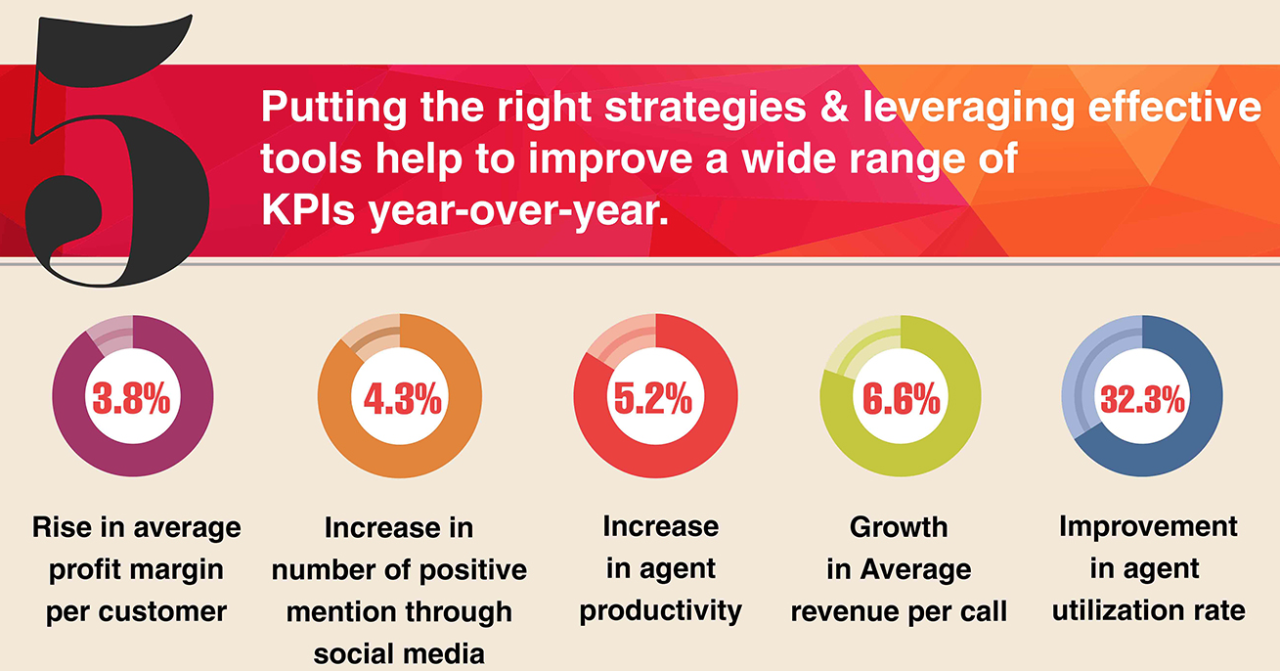 5
Putting the right strategies & leveraging effective
tools help to improve a wide range of
KPIs year-over-year.
3.8%
Rise in average
profit margin
per customer
4.3%
Increase in
number of positive
mention through
social media
5.2%
Increase
in agent
productivity
6.6%
Growth
in Average
revenue per call
32.3%
Improvement
in agent
utilization rate